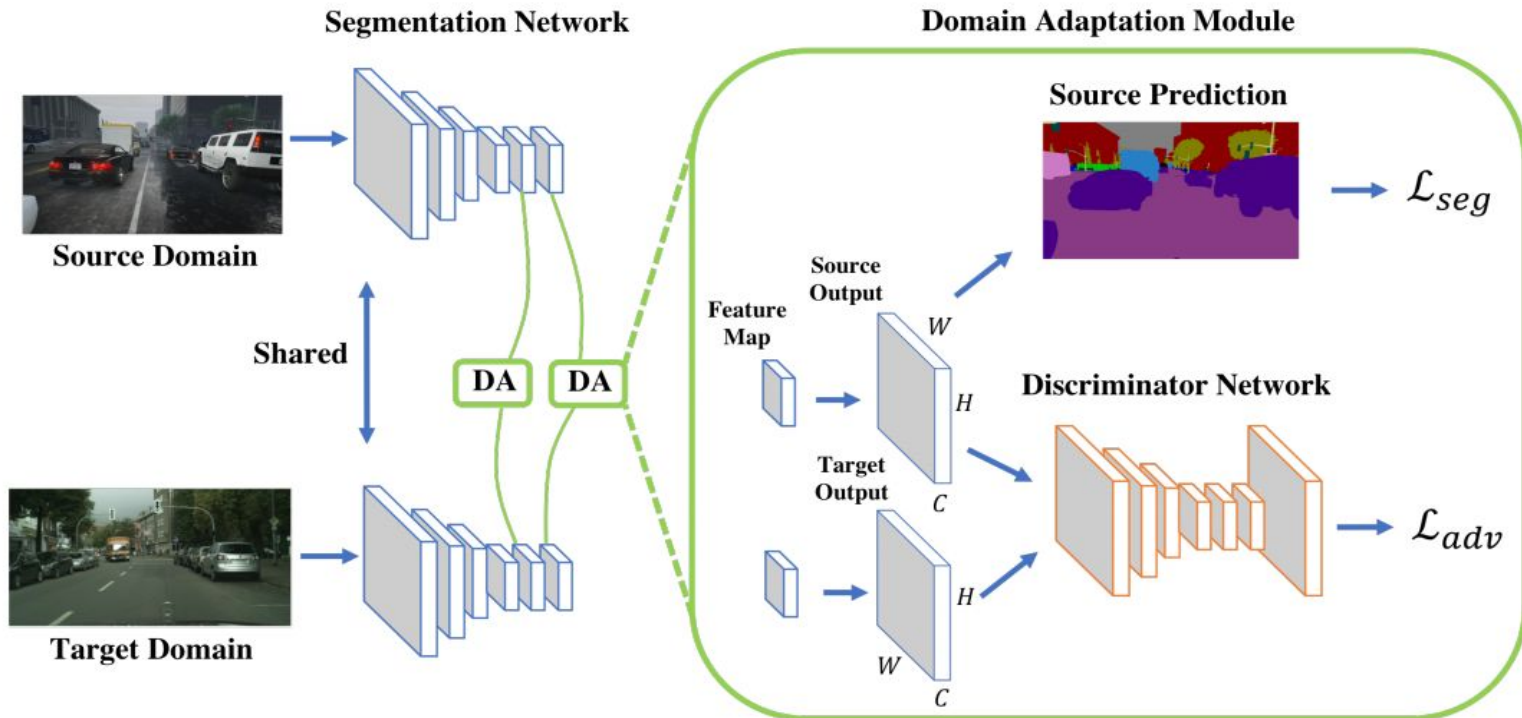 Segmentation Network
Domain Adaptation Module
Source Domain
Shared
Target Domain
DA
DA
Source Prediction
ℒ_seg
Source
Output
Feature
Map
W
H
C
Discriminator Network
Target
Output
H
W
C
ℒ_adv